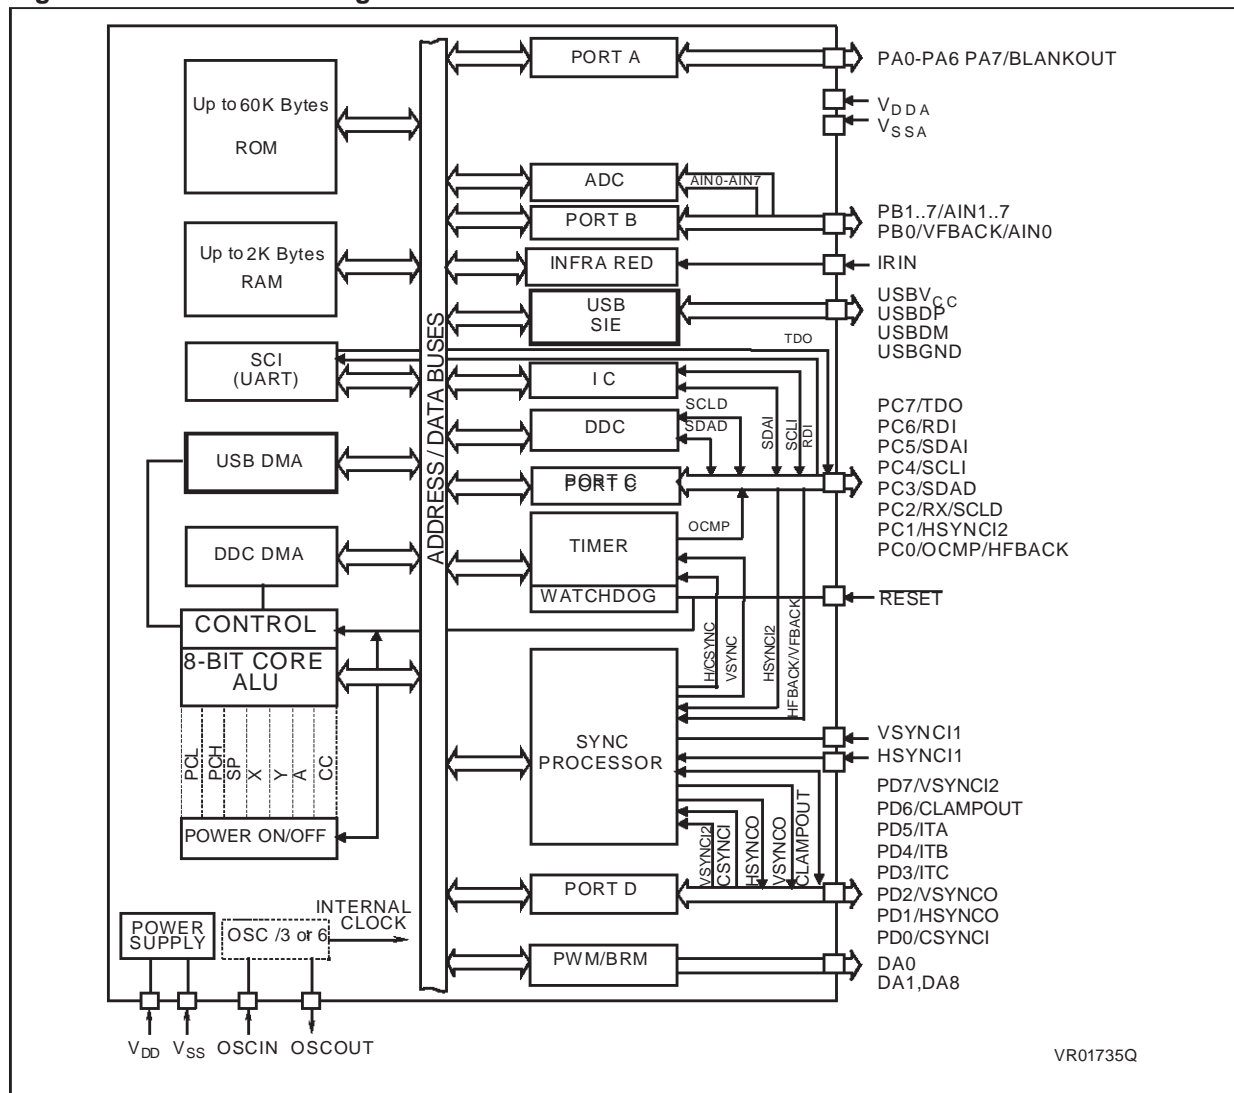 Up to 60K Bytes
ROM
Up to 2K Bytes
RAM
SCI
(UART)
USB DMA
DDC DMA
CONTROL
8-BIT CORE
ALU
PCL
PCH
SP
X
Y
A
CC
POWER ON/OFF
POWER
SUPPLY
OSC /3 or 6
INTERNAL
CLOCK
VDD
VSS
OSCIN
OSCOUT
ADDRESS / DATA BUSES
PORT A
ADC
AIN0-AIN7
PORT B
INFRA RED
USB
SIE
TDO
I C
DDC
SCLD
SDAD
SDAI
SCLI
RDI
PORT C
TIMER
OCMP
WATCHDOG
H/CSYNC
VSYNC
HSYNCI2
HFBACK/VFBACK
SYNC
PROCESSOR
VSYNCI2
CSYNCI
HSYNCO
VSYNCO
CLAMPOUT
PORT D
PWM/BRM
PA0-PA6 PA7/BLANKOUT
VDDA
VSSA
PB1..7/AIN1..7
PB0/VFBACK/AIN0
IRIN
USBVCC
USBDP
USBDM
USBGND
PC7/TDO
PC6/RDI
PC5/SDAI
PC4/SCLI
PC3/SDAD
PC2/RX/SCLD
PC1/HSYNCI2
PC0/OCMP/HFBACK
RESET
VSYNCI1
HSYNCI1
PD7/VSYNCI2
PD6/CLAMPOUT
PD5/ITA
PD4/ITB
PD3/ITC
PD2/VSYNCO
PD1/HSYNCO
PD0/CSYNCI
DA0
DA1,DA8
VR01735Q